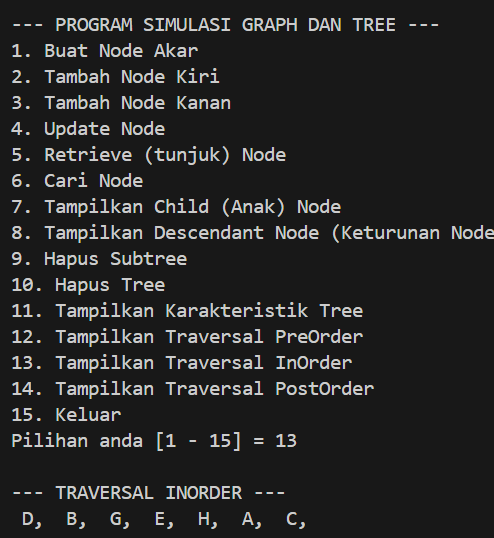 --- PROGRAM SIMULASI GRAPH DAN TREE ---
1. Buat Node Akar
2. Tambah Node Kiri
3. Tambah Node Kanan
4. Update Node
5. Retrieve (tunjuk) Node
6. Cari Node
7. Tampilkan Child (Anak) Node
8. Tampilkan Descendant Node (Keturunan Node
9. Hapus Subtree
10. Hapus Tree
11. Tampilkan Karakteristik Tree
12. Tampilkan Traversal PreOrder
13. Tampilkan Traversal InOrder
14. Tampilkan Traversal PostOrder
15. Keluar
Pilihan anda [1 - 15] = 13
--- TRAVERSAL INORDER ---
D, B, G, E, H, A, C,